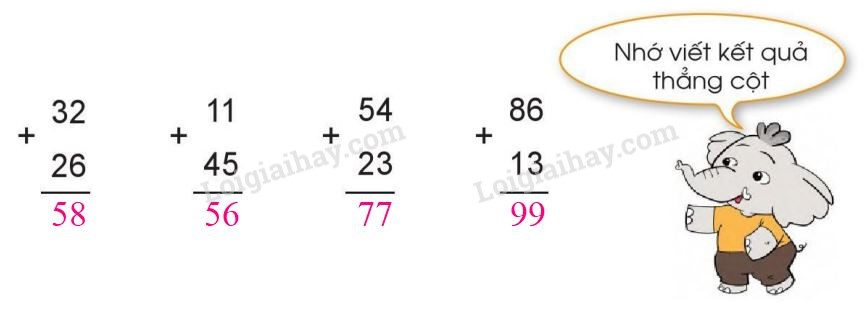 Nhớ viết kết quả
thẳng cột
32 11 54 86
+ + + +
26 45 23 13
58 56 77 99
Loigiaihay.com Loigiaihay.com